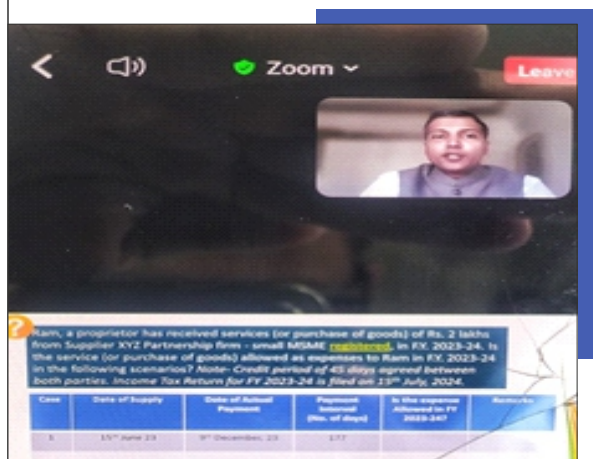 Zoom
Leave
?
Ram, a proprietor has received services (or purchase of goods) of Rs. 2 lakhs
from Supplier XYZ Partnership firm - small MSME registered, in F.Y. 2023-24. Is
the service (or purchase of goods) allowed as expenses to Ram in F.Y. 2023-24
in the following scenarios? Note- Credit period of 45 days agreed between
both parties. Income Tax Return for FY 2023-24 is filed on 15th July, 2024.
Case Date of Supply Date of Actual Payment Payment Interval (No. of days) Is the expense Allowed in FY 2023-24? Remarks
1 15th June 23 9th December, 23 177